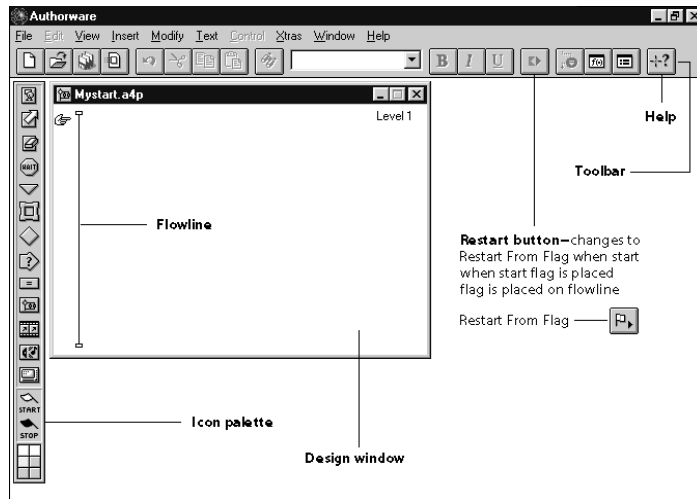 Authorware
File Edit View Insert Modify Text Control Xtras Window Help
B I U
Mystart.a4p
Level 1
WAIT
Help
Toolbar
Flowline
Restart button—changes to
Restart From Flag when start
when start flag is placed
flag is placed on flowline
Restart From Flag
START
STOP
Icon palette
Design window